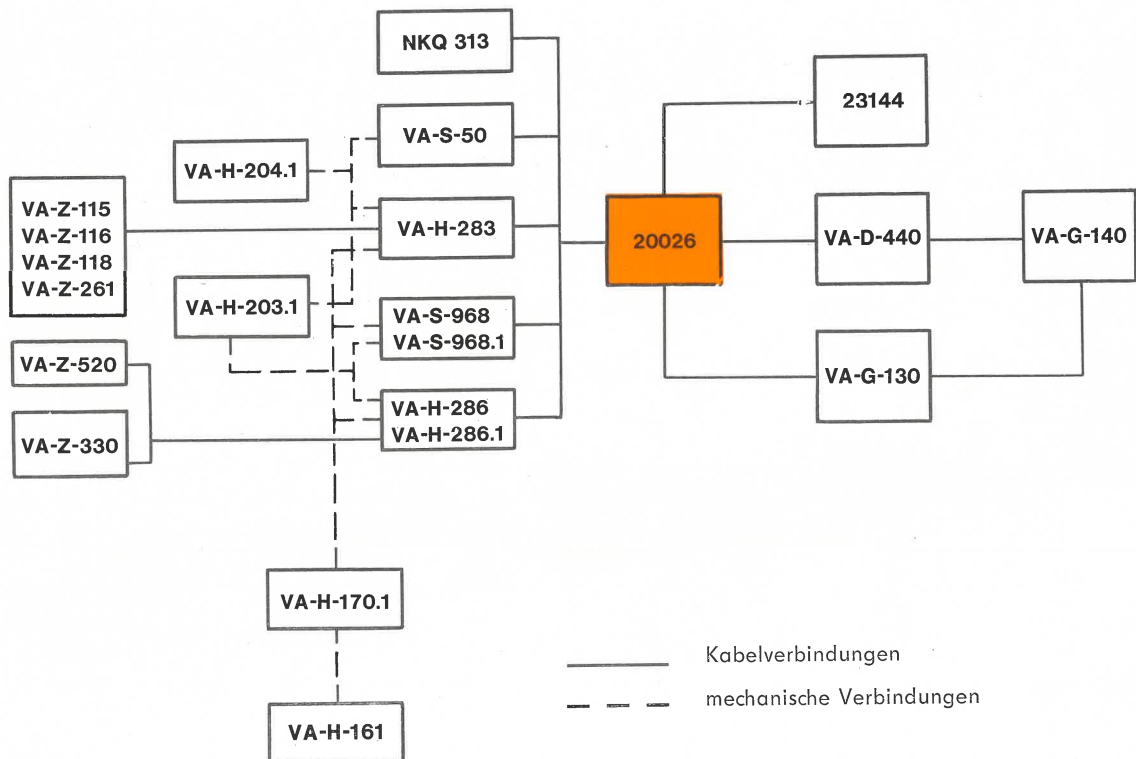 NKQ 313
23144
VA-S-50
VA-H-204.1
VA-Z-115
VA-Z-116
VA-Z-118
VA-Z-261
VA-H-283
20026
VA-D-440
VA-G-140
VA-H-203.1
VA-S-968
VA-S-968.1
VA-Z-520
VA-G-130
VA-H-286
VA-H-286.1
VA-Z-330
VA-H-170.1
Kabelverbindungen
mechanische Verbindungen
VA-H-161